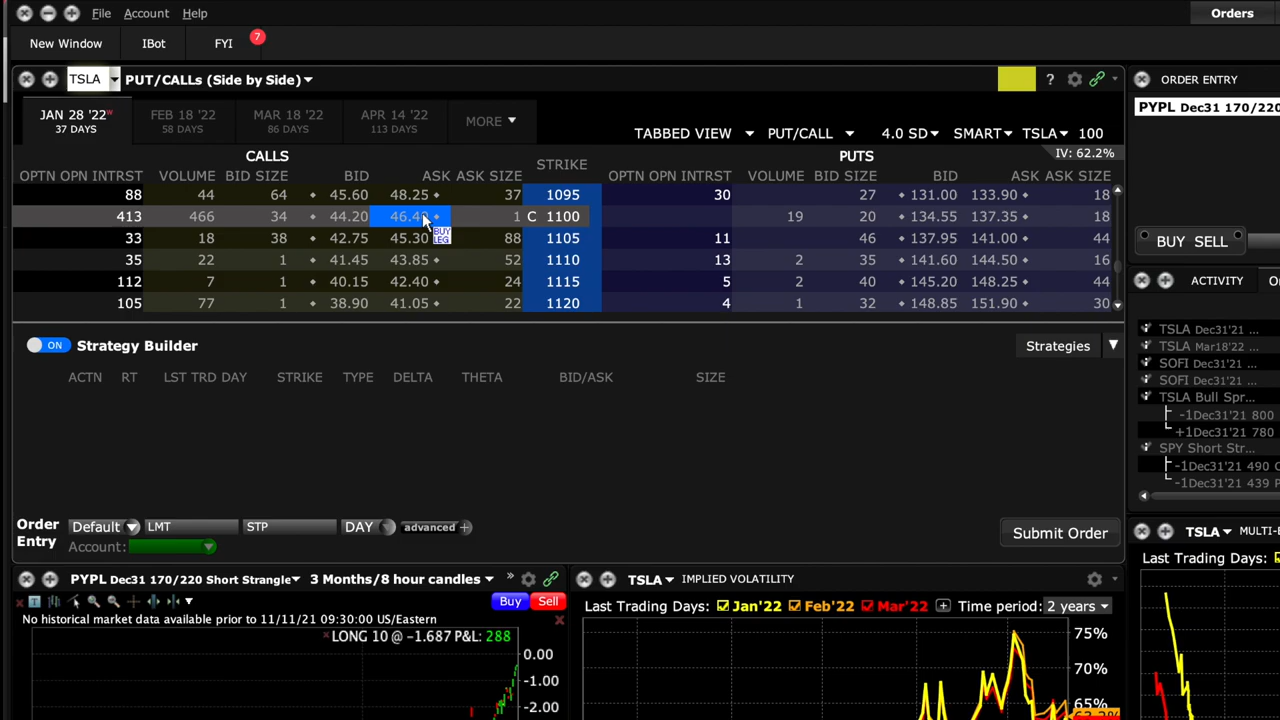 File Account Help Orders
New Window IBot FYI 7
TSLA PUT/CALLs (Side by Side) ? ORDER ENTRY
JAN 28 '22 W FEB 18 '22 MAR 18 '22 APR 14 '22 MORE
37 DAYS 58 DAYS 86 DAYS 113 DAYS
PYPL Dec31 170/220
TABBED VIEW PUT/CALL 4.0 SD SMART TSLA 100
CALLS PUTS IV: 62.2%
OPTN OPN INTRST VOLUME BID SIZE BID ASK ASK SIZE STRIKE OPTN OPN INTRST VOLUME BID SIZE BID ASK ASK SIZE
88 44 64 45.60 48.25 37 1095 30 27 131.00 133.90 18
413 466 34 44.20 1 C 1100 19 20 134.55 137.35 18
BUY LEG
33 18 38 42.75 45.30 88 1105 11 46 137.95 141.00 44
BUY SELL
35 22 1 41.45 43.85 52 1110 13 2 35 141.60 144.50 16
112 7 1 40.15 42.40 24 1115 5 2 40 145.20 148.25 44
ACTIVITY
105 77 1 38.90 41.05 22 1120 4 1 32 148.85 151.90 30
ON Strategy Builder Strategies
ACTN RT LST TRD DAY STRIKE TYPE DELTA THETA BID/ASK SIZE
TSLA Dec31'21 ...
TSLA Mar18'22 ...
SOFI Dec31'21 ...
SOFI Dec31'21 ...
TSLA Bull Spr...
-1Dec31'21 800
+1Dec31'21 780
SPY Short Str...
-1Dec31'21 490
-1Dec31'21 439
Order Entry Default LMT STP DAY advanced + Submit Order
Account:
PYPL Dec31 170/220 Short Strangle 3 Months/8 hour candles »
Buy Sell
No historical market data available prior to 11/11/21 09:30:00 US/Eastern
LONG 10 @ -1.687 P&L: 288
0.00
-1.00
-2.00
TSLA IMPLIED VOLATILITY
Last Trading Days: Jan'22 Feb'22 Mar'22 + Time period: 2 years
75%
70%
65%
TSLA
Last Trading Days: